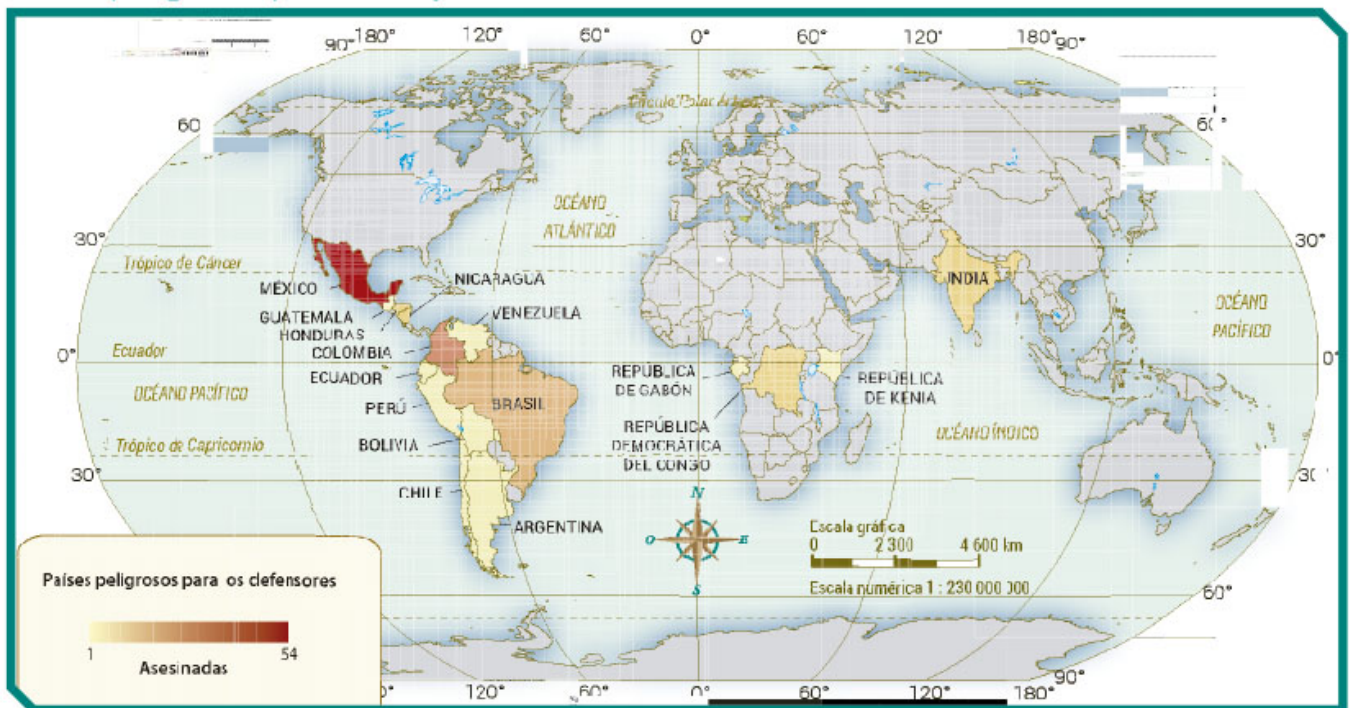 90° 180° 120° 60° 0° 60° 120° 180° 90°
60
30° 30°
0° 0°
30° 30
60°
OCÉANO
ATLÁNTICO
Trópico de Cáncer
MÉXICO
NICARAGUA
GUATEMALA
HONDURAS
VENEZUELA
COLOMBIA
Ecuador
ECUADOR
OCÉANO PACÍFICO
PERÚ
BRASIL
BOLIVIA
Trópico de Capricornio
CHILE
ARGENTINA
REPÚBLICA
DE GABÓN
REPÚBLICA
DEMOCRÁTICA
DEL CONGO
REPÚBLICA
DE KENIA
INDIA
OCÉANO
PACÍFICO
OCÉANO ÍNDICO
N
O E
S
Escala gráfica
0 2 300 4 600 km
Escala numérica 1 : 230 000 000
Países peligrosos para os defensores
1 54
Asesinadas
120° 60° 0° 60° 120° 180° 90°